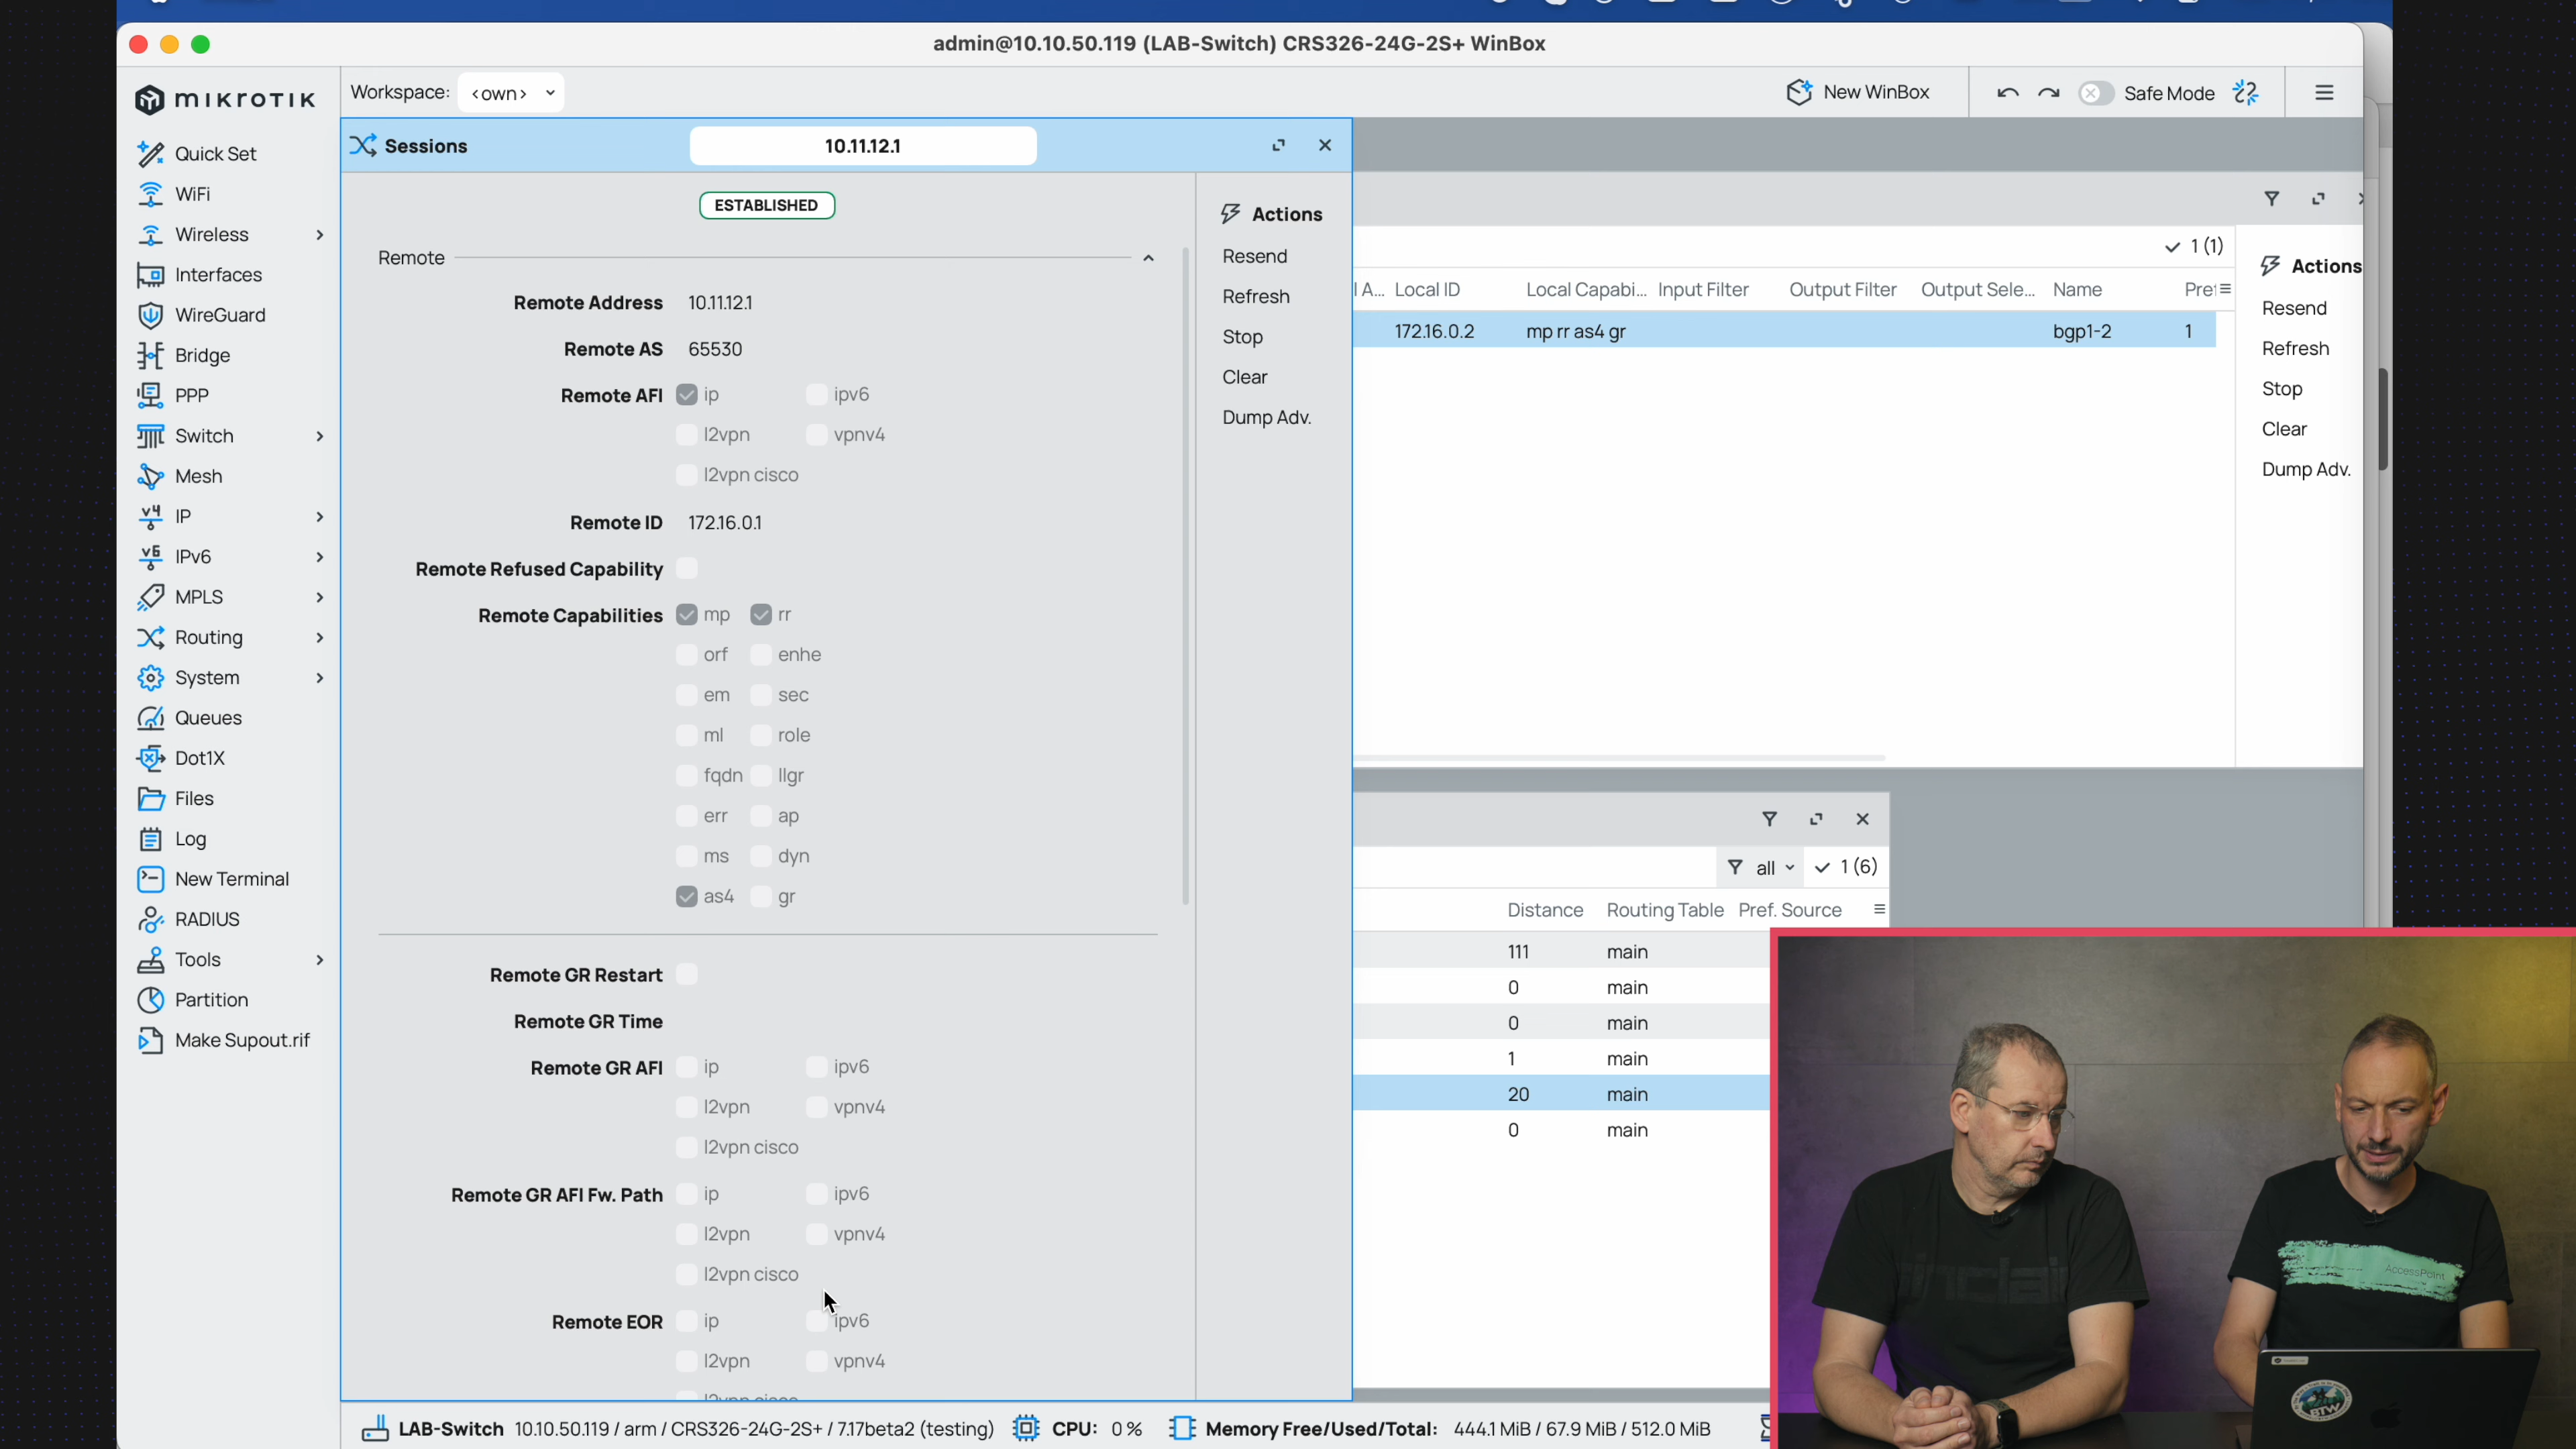 admin@10.10.50.119 (LAB-Switch) CRS326-24G-2S+ WinBox
mikrotik
Workspace: <own>
New WinBox
Safe Mode
Quick Set
WiFi
Wireless
Interfaces
WireGuard
Bridge
PPP
Switch
Mesh
IP
IPv6
MPLS
Routing
System
Queues
Dot1X
Files
Log
New Terminal
RADIUS
Tools
Partition
Make Supout.rif
Sessions 10.11.12.1
ESTABLISHED
Remote
Remote Address 10.11.12.1
Remote AS 65530
Remote AFI ip ipv6
l2vpn vpnv4
l2vpn cisco
Remote ID 172.16.0.1
Remote Refused Capability
Remote Capabilities mp rr
orf enhe
em sec
ml role
fqdn llgr
err ap
ms dyn
as4 gr
Remote GR Restart
Remote GR Time
Remote GR AFI ip ipv6
l2vpn vpnv4
l2vpn cisco
Remote GR AFI Fw. Path ip ipv6
l2vpn vpnv4
l2vpn cisco
Remote EOR ip ipv6
l2vpn vpnv4
l2vpn cisco
Actions
Resend
Refresh
Stop
Clear
Dump Adv.
1 (1)
l A... Local ID Local Capabi... Input Filter Output Filter Output Sele... Name Pref
172.16.0.2 mp rr as4 gr bgp1-2 1
Actions
Resend
Refresh
Stop
Clear
Dump Adv.
all 1 (6)
Distance Routing Table Pref. Source
111 main
0 main
0 main
1 main
20 main
0 main
AccessPoint
BTW
LAB-Switch 10.10.50.119 / arm / CRS326-24G-2S+ / 7.17beta2 (testing) CPU: 0 % Memory Free/Used/Total: 444.1 MiB / 67.9 MiB / 512.0 MiB